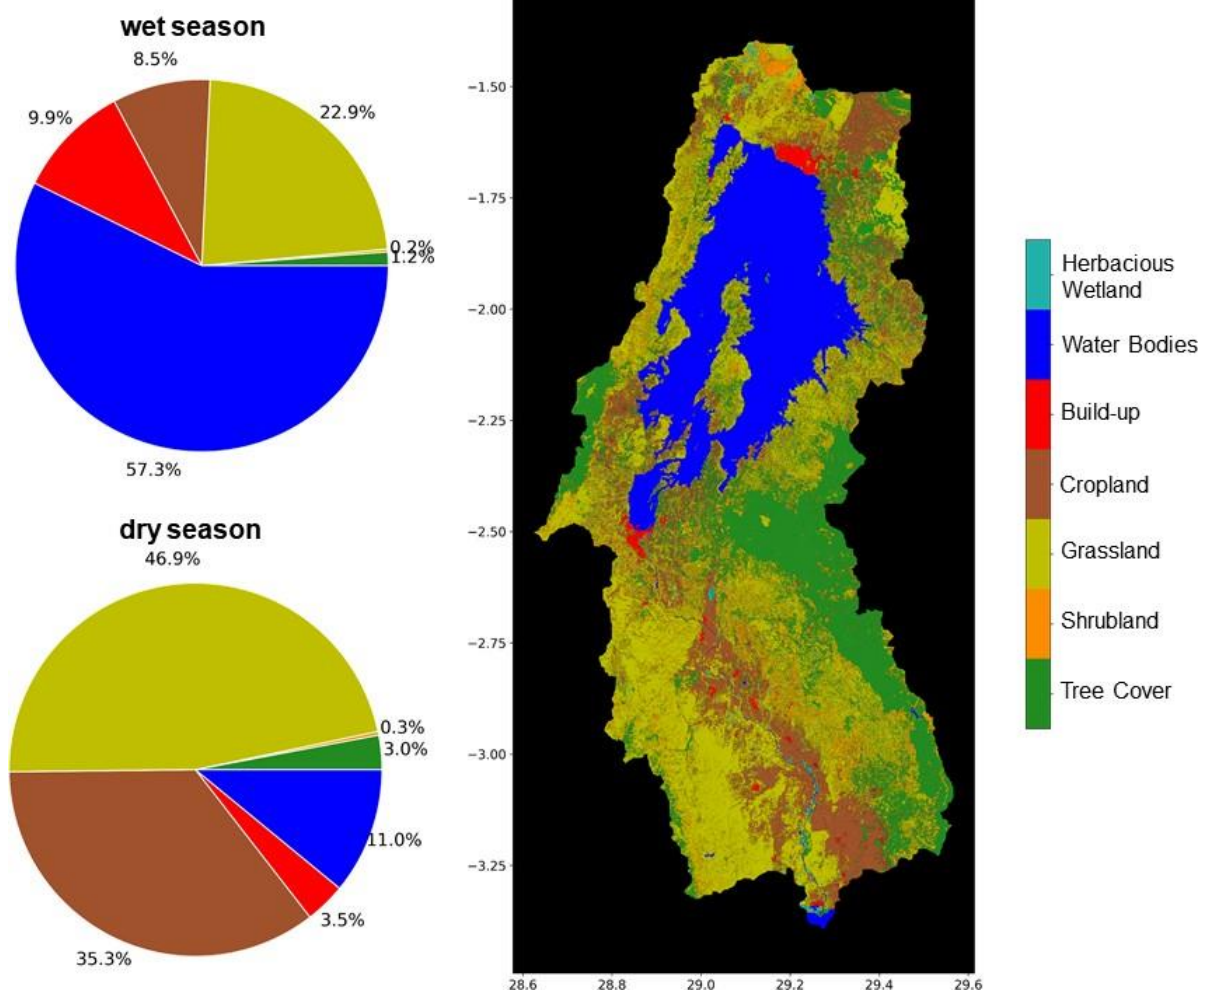 wet season
8.5%
9.9%
22.9%
0.2%
1.2%
57.3%
dry season
46.9%
0.3%
3.0%
11.0%
3.5%
35.3%
−1.50
−1.75
−2.00
−2.25
−2.50
−2.75
−3.00
−3.25
28.6 28.8 29.0 29.2 29.4 29.6
Herbacious
Wetland
Water Bodies
Build-up
Cropland
Grassland
Shrubland
Tree Cover